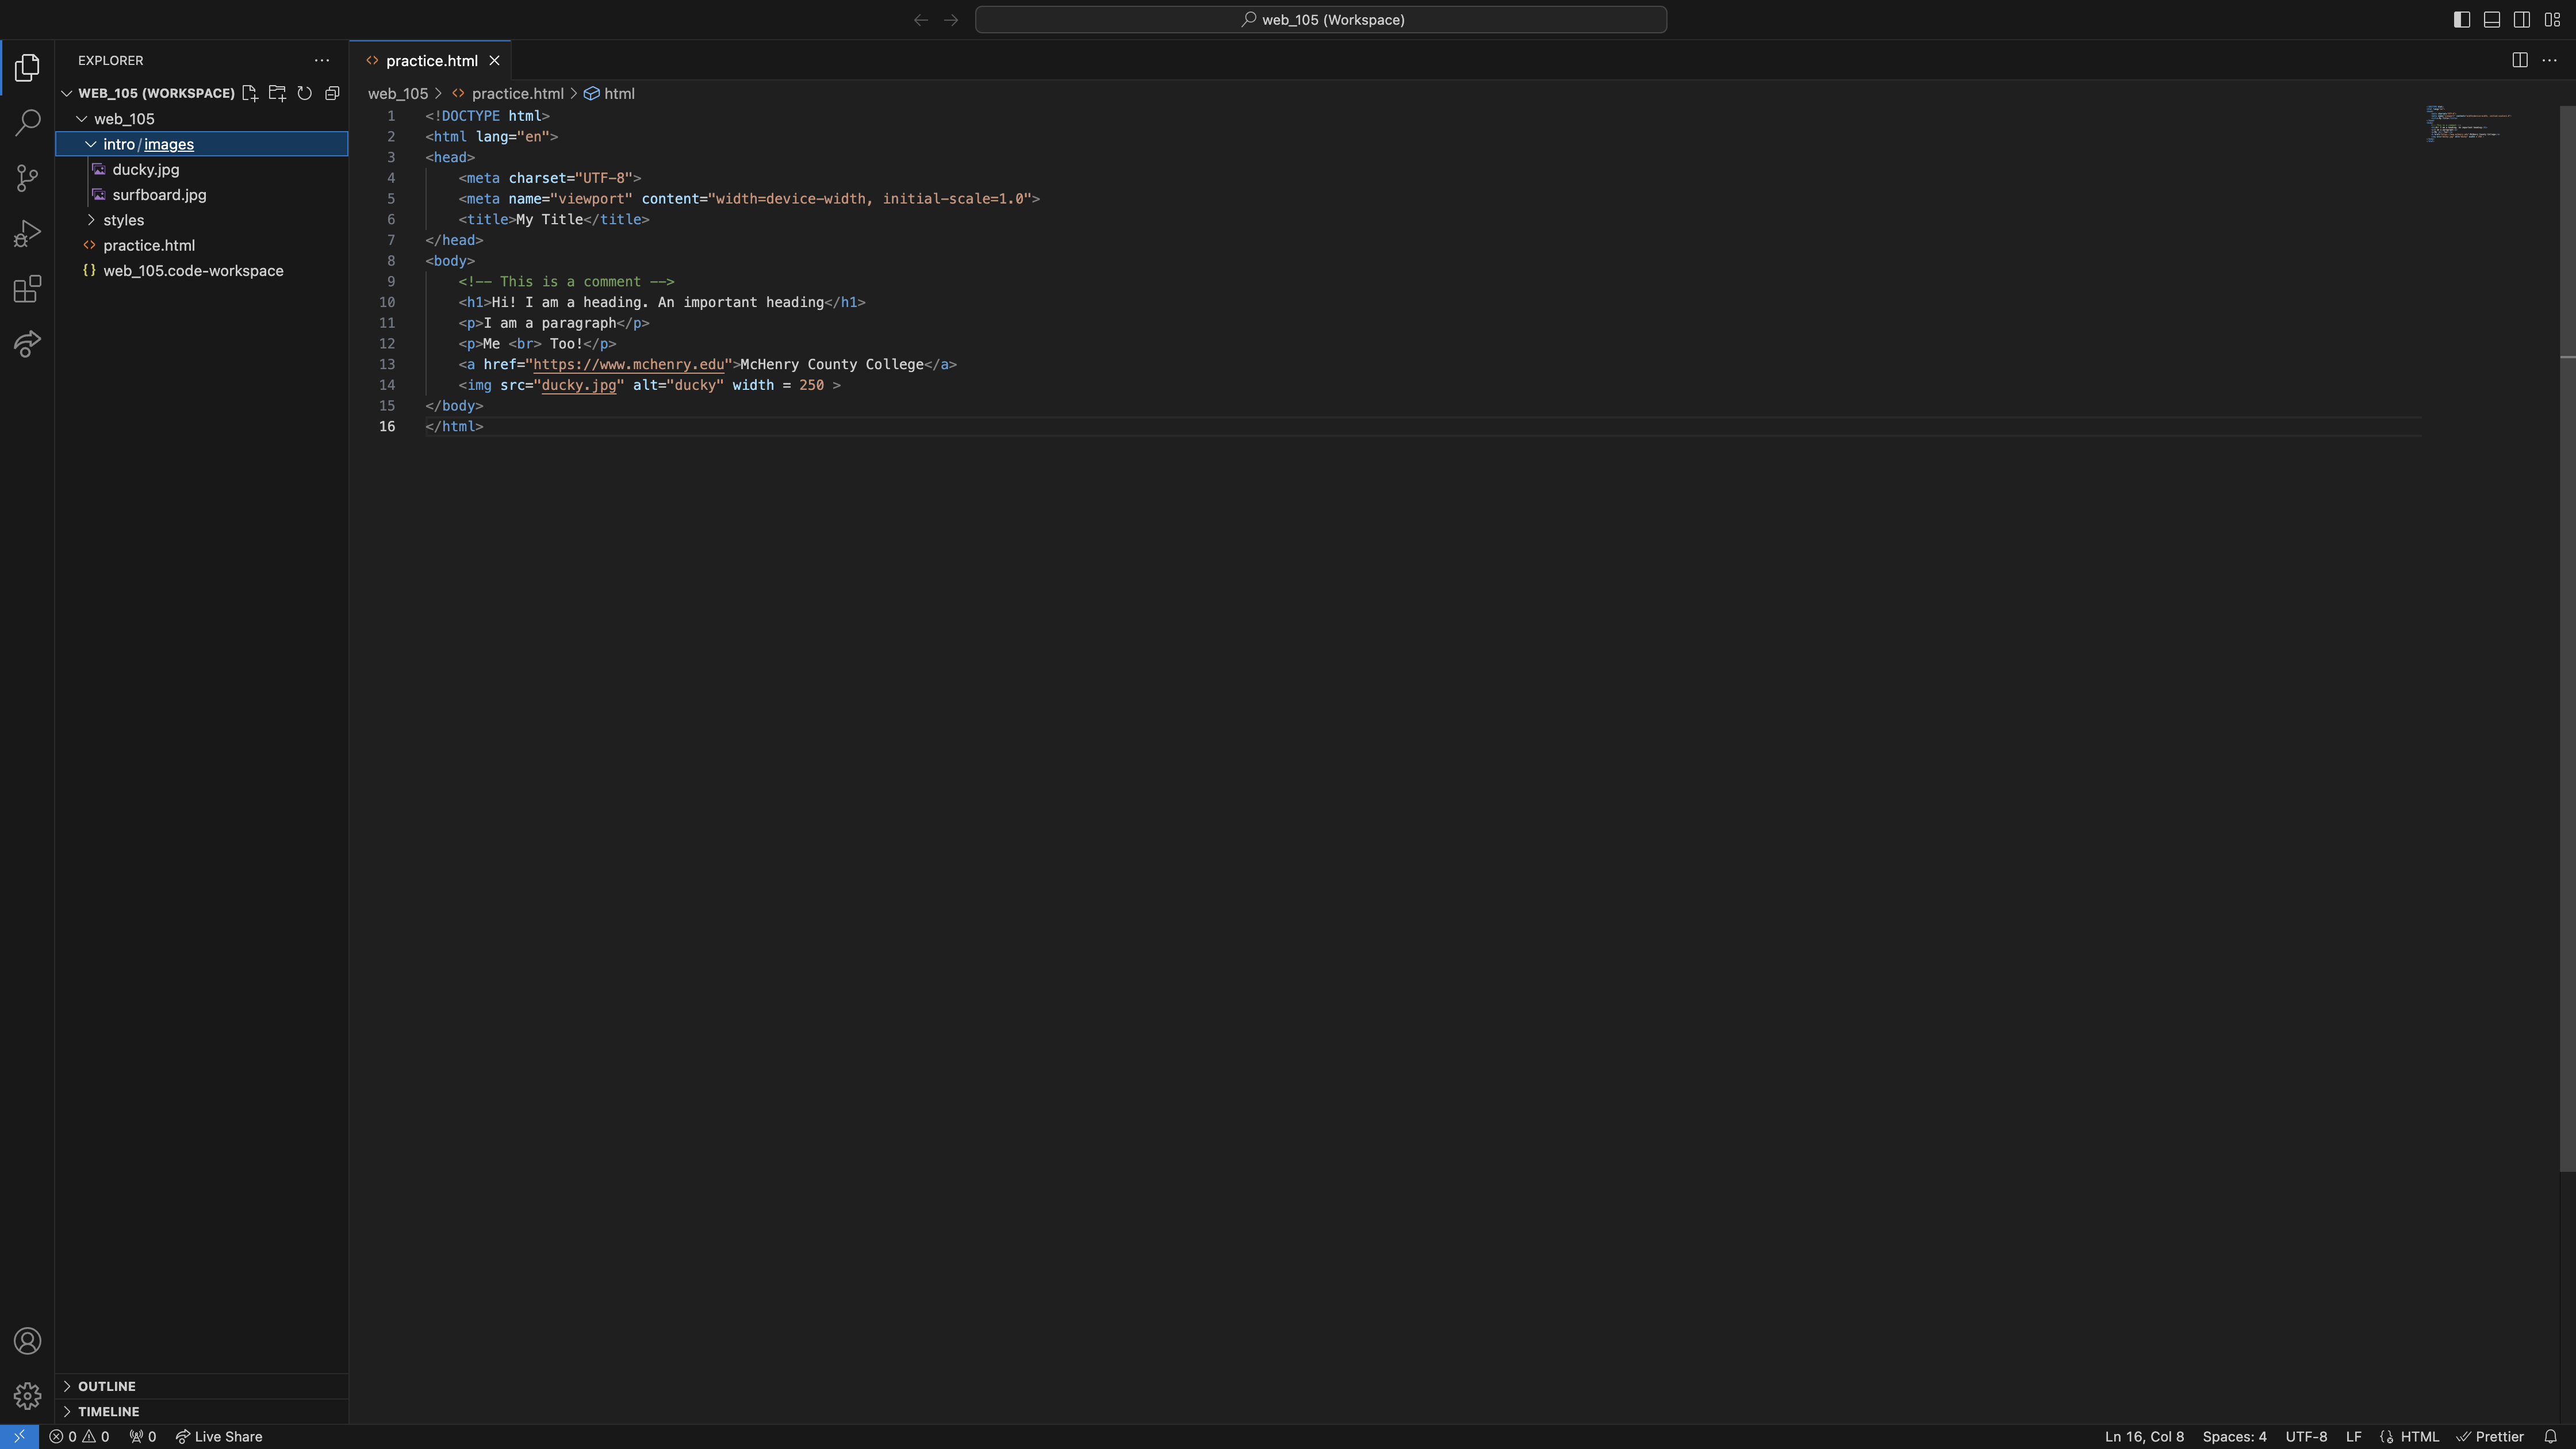 web_105 (Workspace)
EXPLORER
WEB_105 (WORKSPACE)
web_105
intro / images
ducky.jpg
surfboard.jpg
styles
practice.html
web_105.code-workspace
OUTLINE
TIMELINE
practice.html
web_105 > practice.html > html
1 <!DOCTYPE html>
2 <html lang="en">
3 <head>
4 <meta charset="UTF-8">
5 <meta name="viewport" content="width=device-width, initial-scale=1.0">
6 <title>My Title</title>
7 </head>
8 <body>
9 <!-- This is a comment -->
10 <h1>Hi! I am a heading. An important heading</h1>
11 <p>I am a paragraph</p>
12 <p>Me <br> Too!</p>
13 <a href="https://www.mchenry.edu">McHenry County College</a>
14 <img src="ducky.jpg" alt="ducky" width = 250 >
15 </body>
16 </html>
0 0 0 Live Share
Ln 16, Col 8 Spaces: 4 UTF-8 LF HTML Prettier